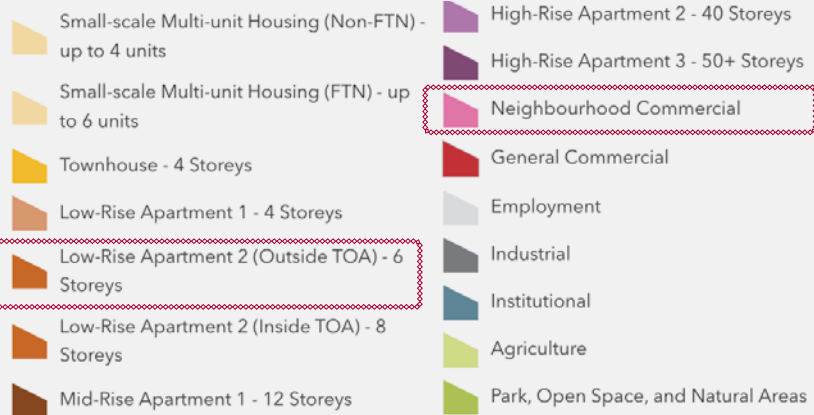 Small-scale Multi-unit Housing (Non-FTN) -
up to 4 units
Small-scale Multi-unit Housing (FTN) - up
to 6 units
Townhouse - 4 Storeys
Low-Rise Apartment 1 - 4 Storeys
Low-Rise Apartment 2 (Outside TOA) - 6
Storeys
Low-Rise Apartment 2 (Inside TOA) - 8
Storeys
Mid-Rise Apartment 1 - 12 Storeys
High-Rise Apartment 2 - 40 Storeys
High-Rise Apartment 3 - 50+ Storeys
Neighbourhood Commercial
General Commercial
Employment
Industrial
Institutional
Agriculture
Park, Open Space, and Natural Areas